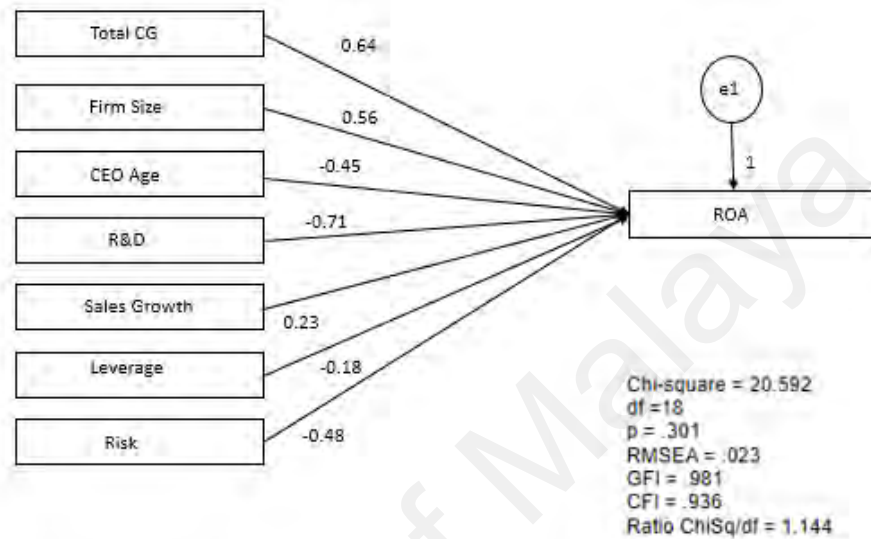 Total CG
0.64
Firm Size
0.56
e1
CEO Age
-0.45
1
R&D
-0.71
ROA
Sales Growth
0.23
Leverage
-0.18
Risk
-0.48
Chi-square = 20.592
df =18
p = .301
RMSEA = .023
GFI = .981
CFI = .936
Ratio ChiSq/df = 1.144
of Malaya